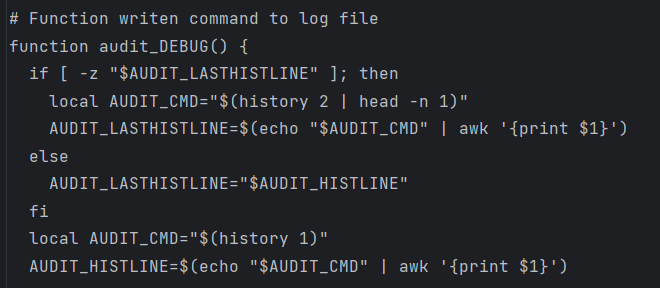 # Function writen command to log file
function audit_DEBUG() {
  if [ -z "$AUDIT_LASTHISTLINE" ]; then
    local AUDIT_CMD="$(history 2 | head -n 1)"
    AUDIT_LASTHISTLINE=$(echo "$AUDIT_CMD" | awk '{print $1}')
  else
    AUDIT_LASTHISTLINE="$AUDIT_HISTLINE"
  fi
  local AUDIT_CMD="$(history 1)"
  AUDIT_HISTLINE=$(echo "$AUDIT_CMD" | awk '{print $1}')